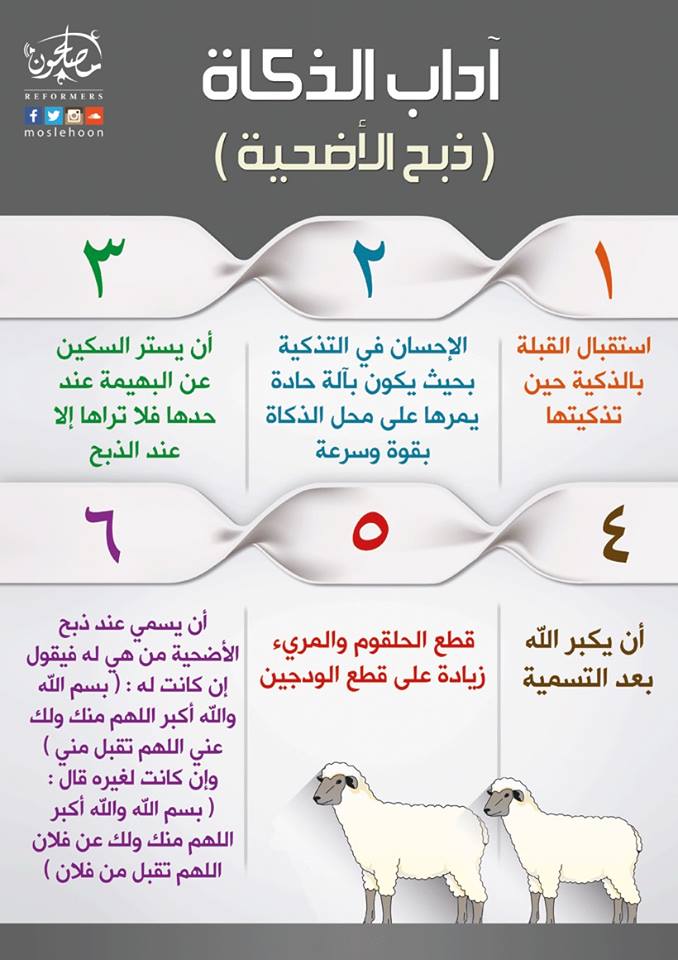 مصلحون
REFORMERS
moslehoon
آداب الذكاة
( ذبح الأضحية )
١
استقبال القبلة
بالذكية حين
تذكيتها
٢
الإحسان في التذكية
بحيث يكون بآلة حادة
يمرها على محل الذكاة
بقوة وسرعة
٣
أن يستر السكين
عن البهيمة عند
حدها فلا تراها إلا
عند الذبح
٤
أن يكبر الله
بعد التسمية
٥
قطع الحلقوم والمريء
زيادة على قطع الودجين
٦
أن يسمي عند ذبح
الأضحية من هي له فيقول
إن كانت له : ( بسم الله
والله أكبر اللهم منك ولك
عني اللهم تقبل مني )
وإن كانت لغيره قال :
( بسم الله والله أكبر
اللهم منك ولك عن فلان
اللهم تقبل من فلان )